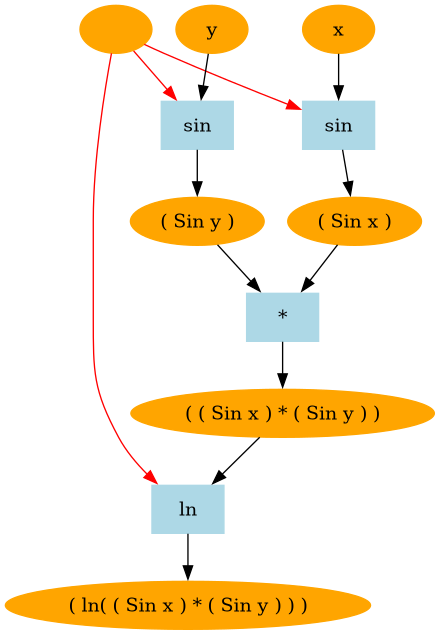 y
x
sin
sin
( Sin y )
( Sin x )
*
( ( Sin x ) * ( Sin y ) )
ln
( ln( ( Sin x ) * ( Sin y ) ) )